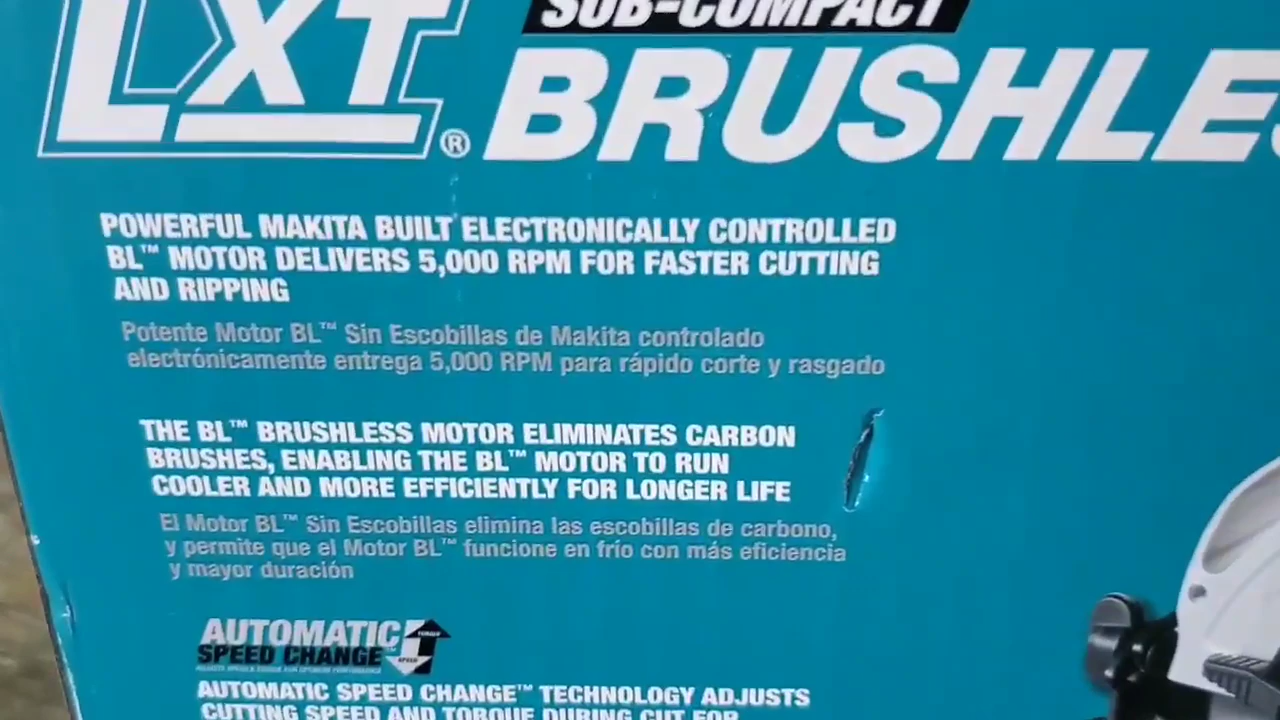 LXT® SUB-COMPACT
BRUSHLE
POWERFUL MAKITA BUILT ELECTRONICALLY CONTROLLED
BL™ MOTOR DELIVERS 5,000 RPM FOR FASTER CUTTING
AND RIPPING
Potente Motor BL™ Sin Escobillas de Makita controlado
electrónicamente entrega 5,000 RPM para rápido corte y rasgado
THE BL™ BRUSHLESS MOTOR ELIMINATES CARBON
BRUSHES, ENABLING THE BL™ MOTOR TO RUN
COOLER AND MORE EFFICIENTLY FOR LONGER LIFE
El Motor BL™ Sin Escobillas elimina las escobillas de carbono,
y permite que el Motor BL™ funcione en frío con más eficiencia
y mayor duración
AUTOMATIC
SPEED CHANGE™
TORQUE
SPEED
AUTOMATIC SPEED CHANGE™ TECHNOLOGY ADJUSTS
CUTTING SPEED AND TORQUE DURING CUT FOR